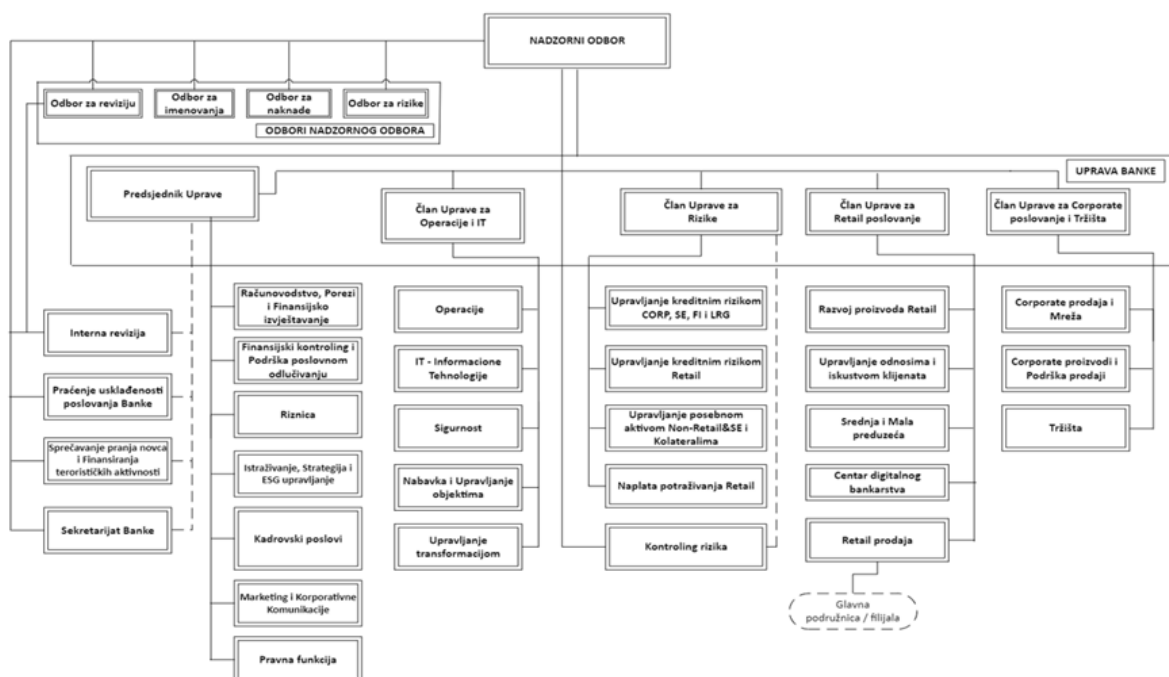 NADZORNI ODBOR
Odbor za reviziju
Odbor za
imenovanja
Odbor za
naknade
Odbor za rizike
ODBORI NADZORNOG ODBORA
UPRAVA BANKE
Predsjednik Uprave
Član Uprave za
Operacije i IT
Član Uprave za
Rizike
Član Uprave za
Retail poslovanje
Član Uprave za Corporate
poslovanje i Tržišta
Interna revizija
Praćenje usklađenosti
poslovanja Banke
Sprečavanje pranja novca
i Finansiranja
terorističkih aktivnosti
Sekretarijat Banke
Računovodstvo, Porezi
i Finansijsko
izvještavanje
Finansijski kontroling i
Podrška poslovnom
odlučivanju
Riznica
Istraživanje, Strategija i
ESG upravljanje
Kadrovski poslovi
Marketing i Korporativne
Komunikacije
Pravna funkcija
Operacije
IT - Informacione
Tehnologije
Sigurnost
Nabavka i Upravljanje
objektima
Upravljanje
transformacijom
Upravljanje kreditnim rizikom
CORP, SE, FI i LRG
Upravljanje kreditnim rizikom
Retail
Upravljanje posebnom
aktivom Non-Retail&SE i
Kolateralima
Naplata potraživanja Retail
Kontroling rizika
Razvoj proizvoda Retail
Upravljanje odnosima i
iskustvom klijenata
Srednja i Mala
preduzeća
Centar digitalnog
bankarstva
Retail prodaja
Glavna
podružnica / filijala
Corporate prodaja i
Mreža
Corporate proizvodi i
Podrška prodaji
Tržišta